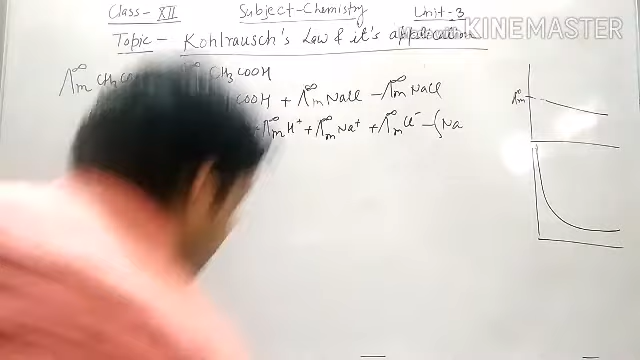 Class-XII Subject-Chemistry Unit-3
Topic - Kohlrausch's Law & it's application
KINEMASTER
Λ∞m CH3CO CH3COOH
COOH + Λ∞m NaCl - Λ∞m NaCl
Λ∞m H+ + Λ∞m Na+ + Λ∞m Cl- - (Na
Λ∞m